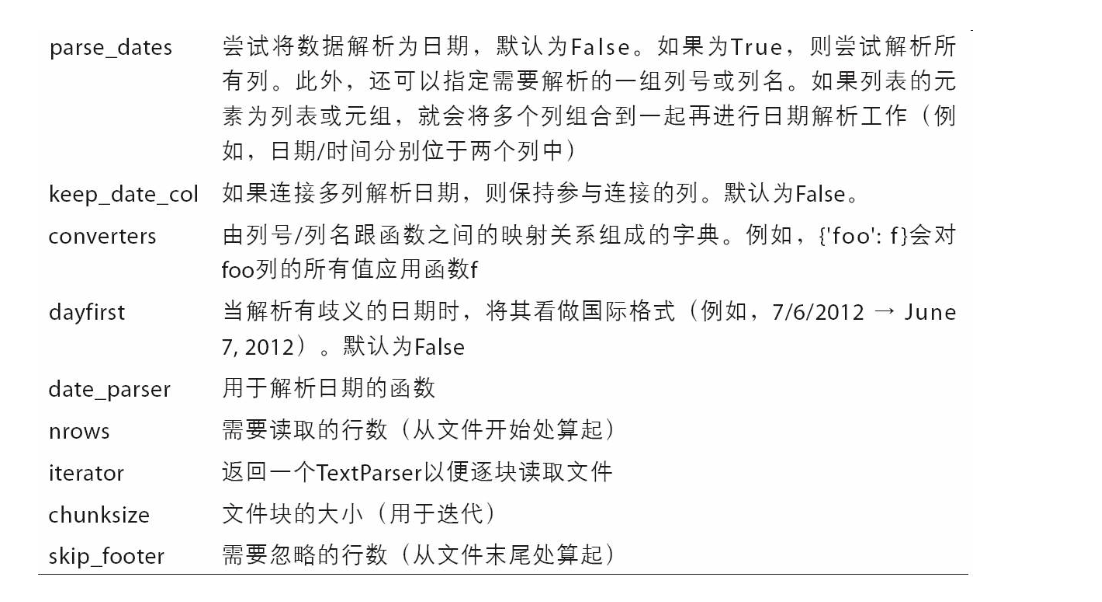 parse_dates 尝试将数据解析为日期，默认为False。如果为True，则尝试解析所
有列。此外，还可以指定需要解析的一组列号或列名。如果列表的元
素为列表或元组，就会将多个列组合到一起再进行日期解析工作（例
如，日期/时间分别位于两个列中）
keep_date_col 如果连接多列解析日期，则保持参与连接的列。默认为False。
converters 由列号/列名跟函数之间的映射关系组成的字典。例如，{'foo': f}会对
foo列的所有值应用函数f
dayfirst 当解析有歧义的日期时，将其看做国际格式（例如，7/6/2012 → June
7, 2012）。默认为False
date_parser 用于解析日期的函数
nrows 需要读取的行数（从文件开始处算起）
iterator 返回一个TextParser以便逐块读取文件
chunksize 文件块的大小（用于迭代）
skip_footer 需要忽略的行数（从文件末尾处算起）